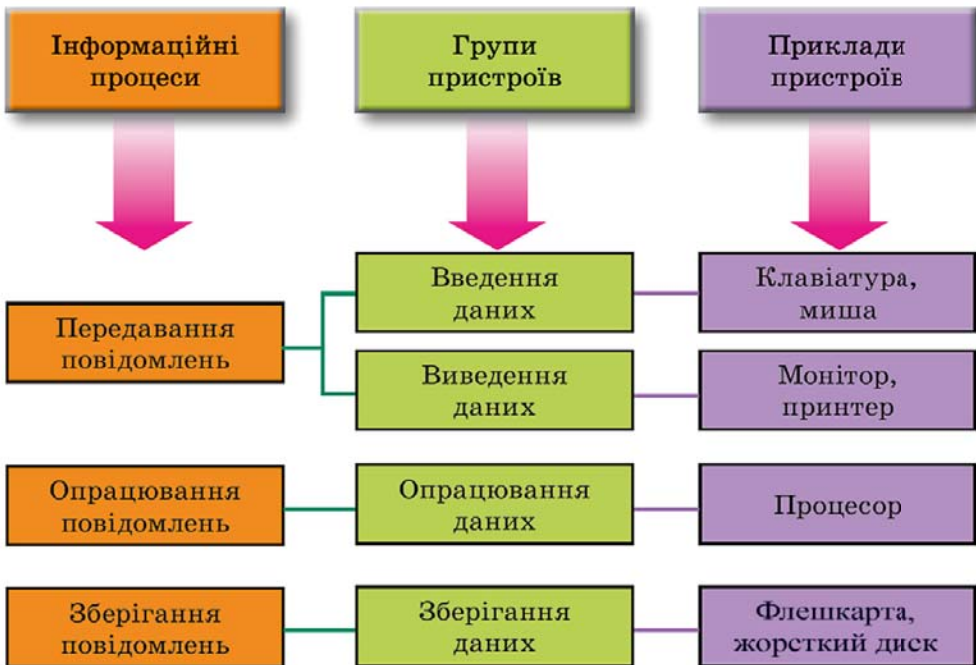 Інформаційні
процеси
Групи
пристроїв
Приклади
пристроїв
Передавання
повідомлень
Введення
даних
Клавіатура,
миша
Виведення
даних
Монітор,
принтер
Опрацювання
повідомлень
Опрацювання
даних
Процесор
Зберігання
повідомлень
Зберігання
даних
Флешкарта,
жорсткий диск